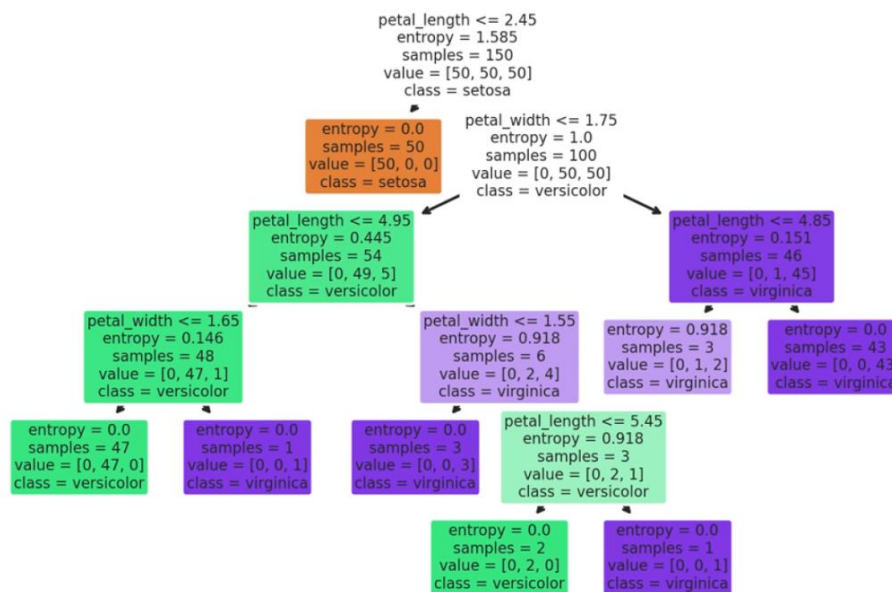 petal_length <= 2.45
entropy = 1.585
samples = 150
value = [50, 50, 50]
class = setosa
entropy = 0.0
samples = 50
value = [50, 0, 0]
class = setosa
petal_width <= 1.75
entropy = 1.0
samples = 100
value = [0, 50, 50]
class = versicolor
petal_length <= 4.95
entropy = 0.445
samples = 54
value = [0, 49, 5]
class = versicolor
petal_length <= 4.85
entropy = 0.151
samples = 46
value = [0, 1, 45]
class = virginica
petal_width <= 1.65
entropy = 0.146
samples = 48
value = [0, 47, 1]
class = versicolor
petal_width <= 1.55
entropy = 0.918
samples = 6
value = [0, 2, 4]
class = virginica
entropy = 0.918
samples = 3
value = [0, 1, 2]
class = virginica
entropy = 0.0
samples = 43
value = [0, 0, 43]
class = virginica
entropy = 0.0
samples = 47
value = [0, 47, 0]
class = versicolor
entropy = 0.0
samples = 1
value = [0, 0, 1]
class = virginica
entropy = 0.0
samples = 3
value = [0, 0, 3]
class = virginica
petal_length <= 5.45
entropy = 0.918
samples = 3
value = [0, 2, 1]
class = versicolor
entropy = 0.0
samples = 2
value = [0, 2, 0]
class = versicolor
entropy = 0.0
samples = 1
value = [0, 0, 1]
class = virginica